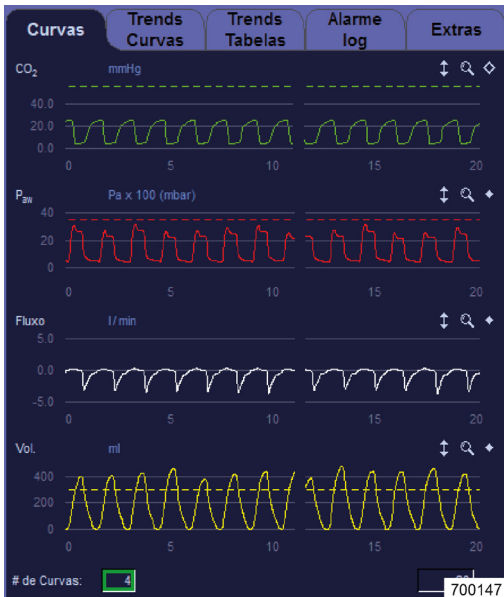 Curvas
Trends Curvas
Trends Tabelas
Alarme log
Extras
CO2 mmHg
40.0
20.0
0.0
0 5 10 15 20
Paw Pa x 100 (mbar)
40
20
0
0 5 10 15 20
Fluxo l/min
5.0
0.0
-5.0
0 5 10 15 20
Vol. ml
400
200
0
0 5 10 15 20
# de Curvas: 4
700147